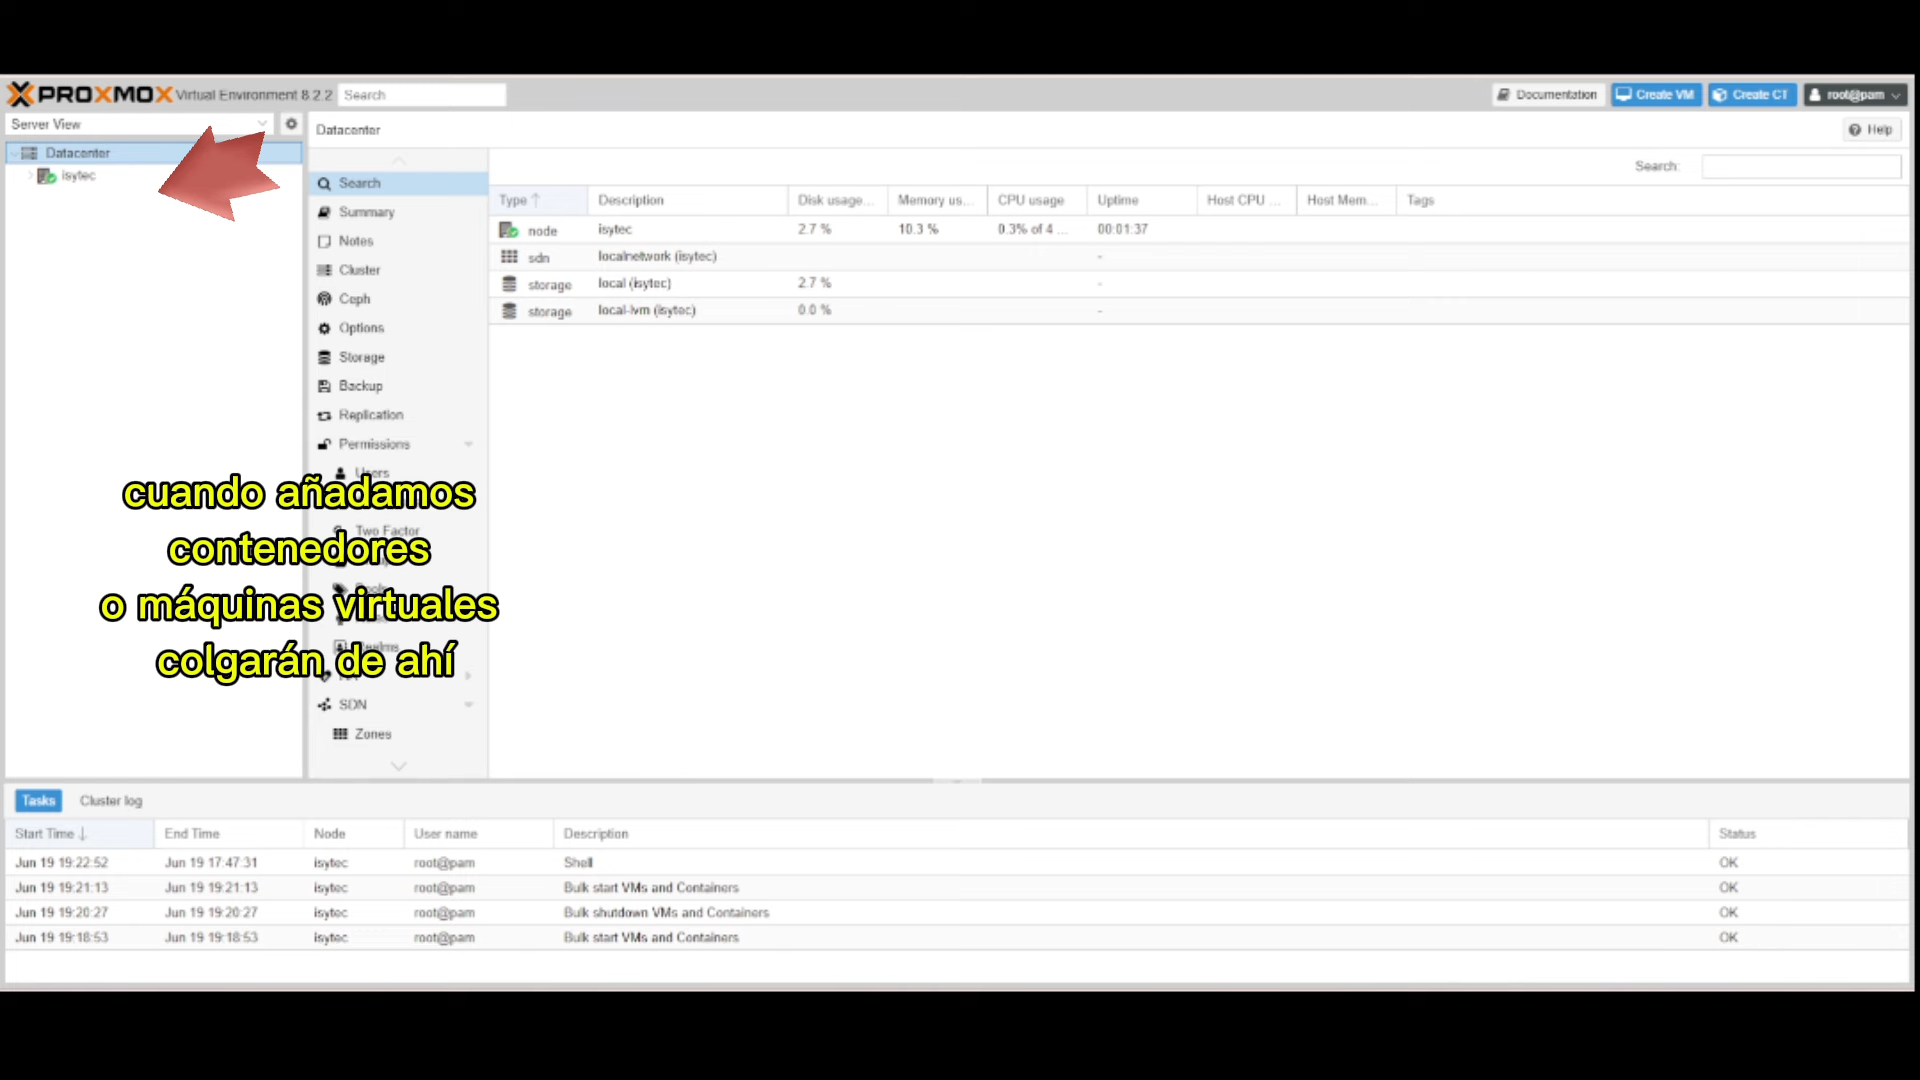 PROXMOX Virtual Environment 8.2.2 Search Documentation Create VM Create CT root@pam
Server View Datacenter Help
Datacenter
isytec
Search:
Search
Summary
Notes
Cluster
Ceph
Options
Storage
Backup
Replication
Permissions
Users
Two Factor
Realms
SDN
Zones
Type Description Disk usage... Memory us... CPU usage Uptime Host CPU ... Host Mem... Tags
node isytec 2.7 % 10.3 % 0.3% of 4 ... 00:01:37
sdn localnetwork (isytec) -
storage local (isytec) 2.7 % -
storage local-lvm (isytec) 0.0 % -
cuando añadamos
contenedores
o máquinas virtuales
colgarán de ahí
Tasks Cluster log
Start Time End Time Node User name Description Status
Jun 19 19:22:52 Jun 19 17:47:31 isytec root@pam Shell OK
Jun 19 19:21:13 Jun 19 19:21:13 isytec root@pam Bulk start VMs and Containers OK
Jun 19 19:20:27 Jun 19 19:20:27 isytec root@pam Bulk shutdown VMs and Containers OK
Jun 19 19:18:53 Jun 19 19:18:53 isytec root@pam Bulk start VMs and Containers OK